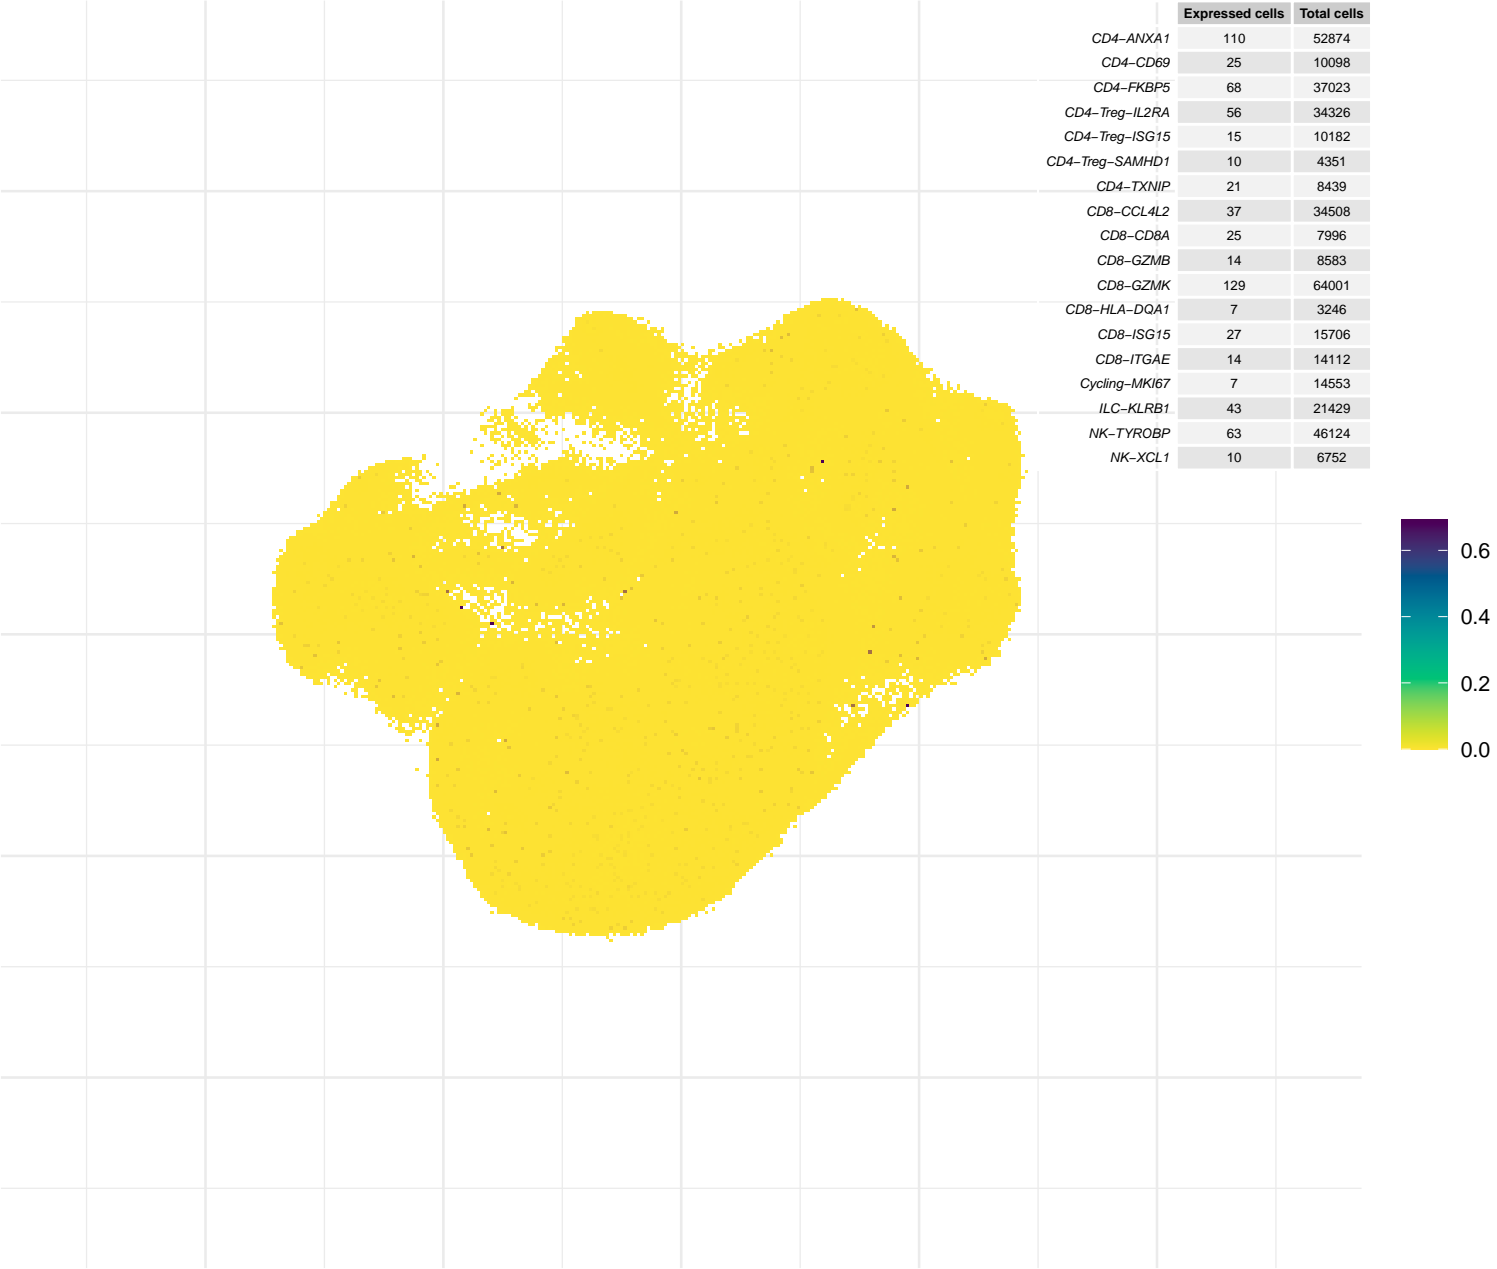 Expressed cells Total cells
CD4−ANXA1 110 52874
CD4−CD69 25 10098
CD4−FKBP5 68 37023
CD4−Treg−IL2RA 56 34326
CD4−Treg−ISG15 15 10182
CD4−Treg−SAMHD1 10 4351
CD4−TXNIP 21 8439
CD8−CCL4L2 37 34508
CD8−CD8A 25 7996
CD8−GZMB 14 8583
CD8−GZMK 129 64001
CD8−HLA−DQA1 7 3246
CD8−ISG15 27 15706
CD8−ITGAE 14 14112
Cycling−MKI67 7 14553
ILC−KLRB1 43 21429
NK−TYROBP 63 46124
NK−XCL1 10 6752
0.6
0.4
0.2
0.0